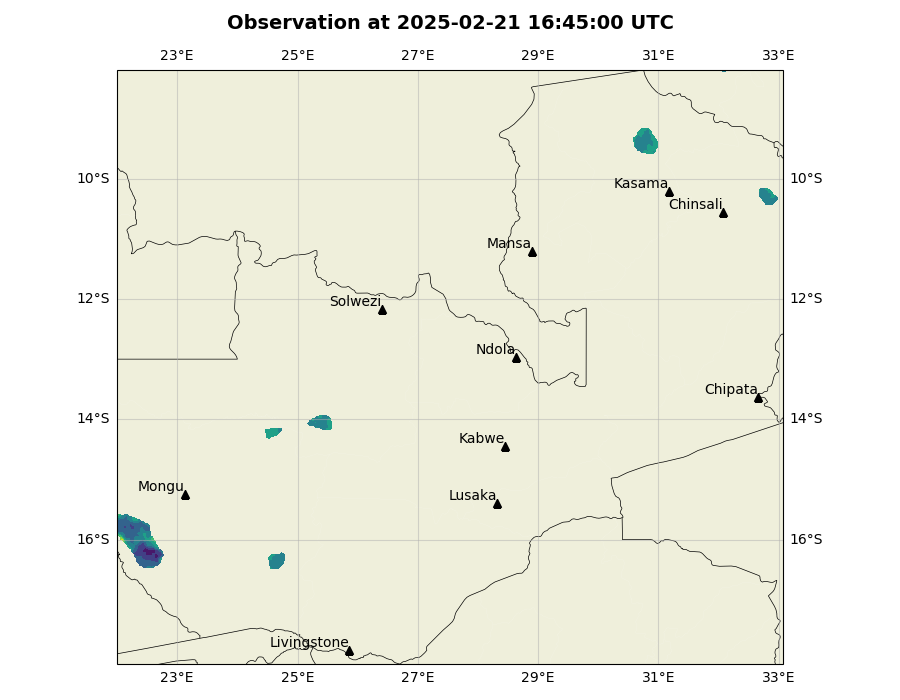 Observation at 2025-02-21 16:45:00 UTC
23°E 25°E 27°E 29°E 31°E 33°E
10°S Kasama 10°S
Chinsali
Mansa
12°S Solwezi 12°S
Ndola
Chipata
14°S 14°S
Kabwe
Mongu
Lusaka
16°S 16°S
Livingstone
23°E 25°E 27°E 29°E 31°E 33°E